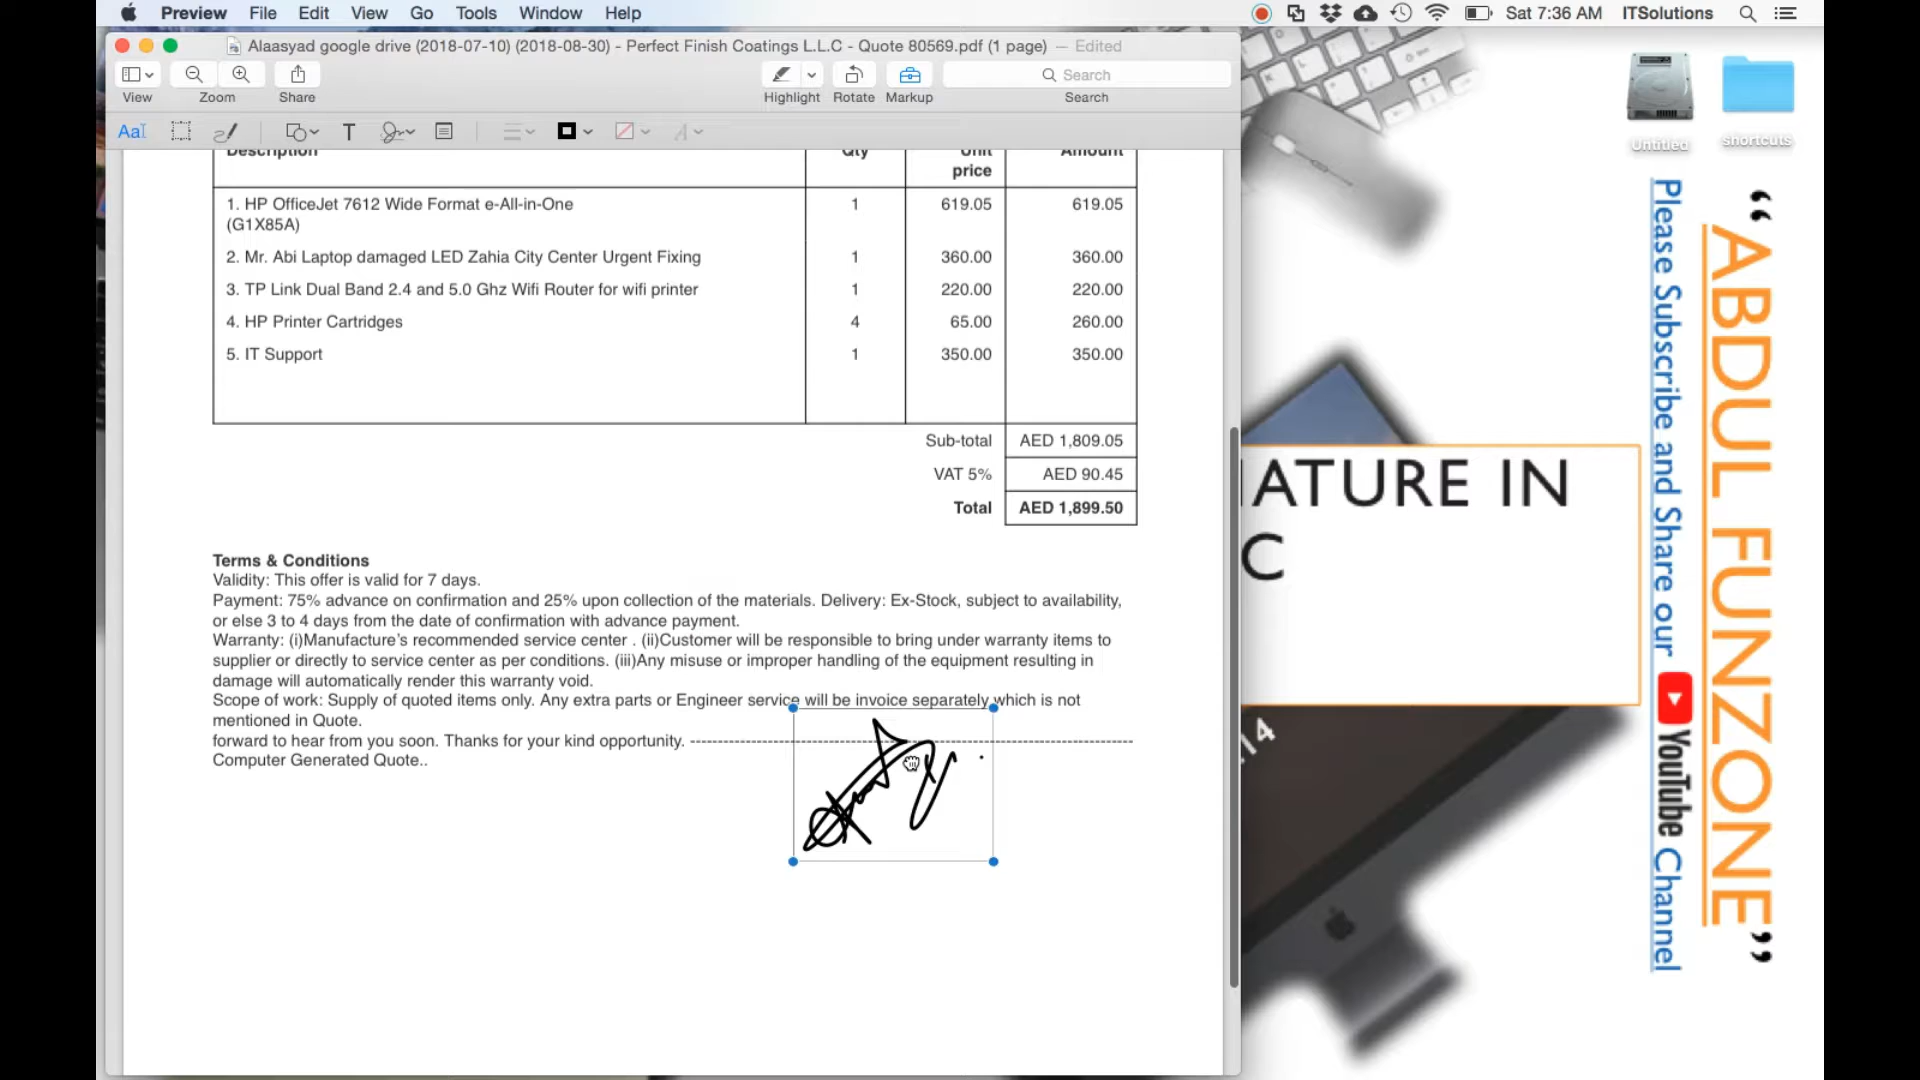 Preview File Edit View Go Tools Window Help
Sat 7:36 AM ITSolutions
Alaasyad google drive (2018-07-10) (2018-08-30) - Perfect Finish Coatings L.L.C - Quote 80569.pdf (1 page) — Edited
Search
View Zoom Share Highlight Rotate Markup Search
AaI T A
Description Qty Unit price Amount
1. HP OfficeJet 7612 Wide Format e-All-in-One 1 619.05 619.05
(G1X85A)
2. Mr. Abi Laptop damaged LED Zahia City Center Urgent Fixing 1 360.00 360.00
3. TP Link Dual Band 2.4 and 5.0 Ghz Wifi Router for wifi printer 1 220.00 220.00
4. HP Printer Cartridges 4 65.00 260.00
5. IT Support 1 350.00 350.00
Sub-total AED 1,809.05
VAT 5% AED 90.45
Total AED 1,899.50
Terms & Conditions
Validity: This offer is valid for 7 days.
Payment: 75% advance on confirmation and 25% upon collection of the materials. Delivery: Ex-Stock, subject to availability,
or else 3 to 4 days from the date of confirmation with advance payment.
Warranty: (i)Manufacture's recommended service center . (ii)Customer will be responsible to bring under warranty items to
supplier or directly to service center as per conditions. (iii)Any misuse or improper handling of the equipment resulting in
damage will automatically render this warranty void.
Scope of work: Supply of quoted items only. Any extra parts or Engineer service will be invoice separately which is not
mentioned in Quote.
forward to hear from you soon. Thanks for your kind opportunity.
Computer Generated Quote..
Untitled
shortcuts
NATURE IN
C
.14
"ABDUL FUNZONE"
Please Subscribe and Share our YouTube Channel